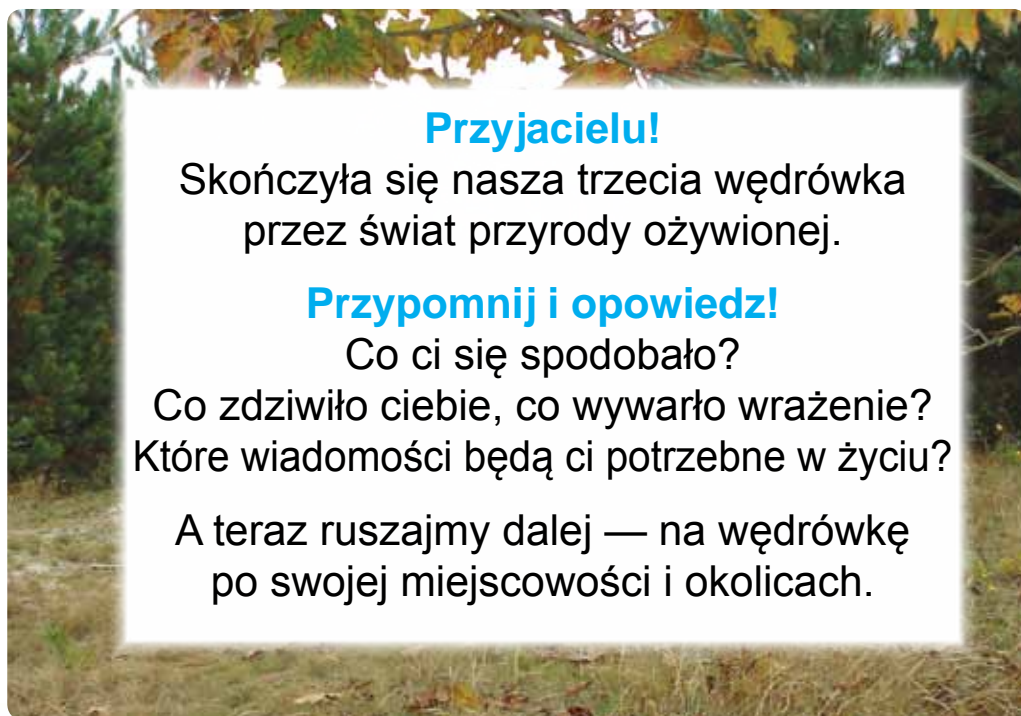 Przyjacielu!
Skończyła się nasza trzecia wędrówka
przez świat przyrody ożywionej.
Przypomnij i opowiedz!
Co ci się spodobało?
Co zdziwiło ciebie, co wywarło wrażenie?
Które wiadomości będą ci potrzebne w życiu?
A teraz ruszajmy dalej — na wędrówkę
po swojej miejscowości i okolicach.